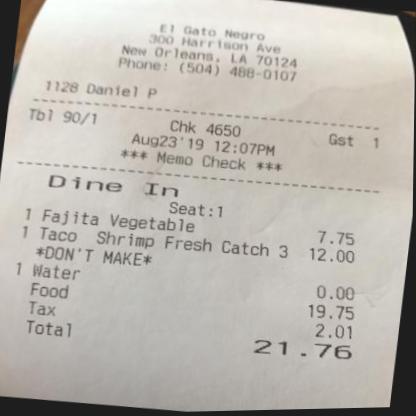 El Gato Negro
300 Harrison Ave
New Orleans, LA 70124
Phone: (504) 488-0107
1128 Daniel P
Tbl 90/1 Chk 4650 Gst 1
Aug23'19 12:07PM
*** Memo Check ***
Dine In
Seat:1
1 Fajita Vegetable 7.75
1 Taco Shrimp Fresh Catch 3 12.00
*DON'T MAKE*
1 Water 0.00
Food 19.75
Tax 2.01
Total 21.76